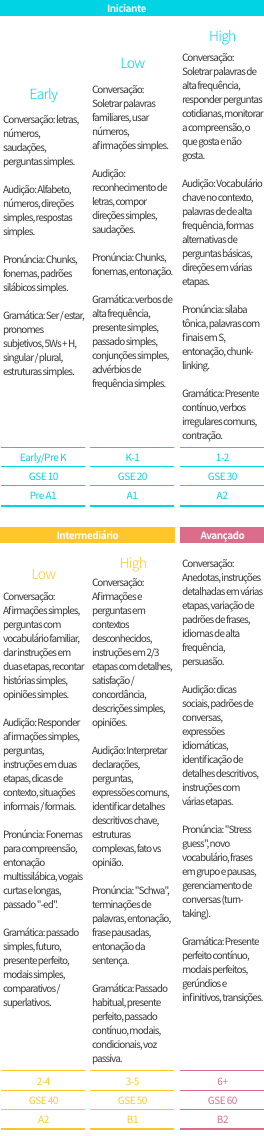 Iniciante
Early
Conversação: letras,
números,
saudações,
perguntas simples.
Audição: Alfabeto,
números, direções
simples, respostas
simples.
Pronúncia: Chunks,
fonemas, padrões
silábicos simples.
Gramática: Ser / estar,
pronomes
subjetivos, 5Ws + H,
singular / plural,
estruturas simples.
Early/Pre K
GSE 10
Pre A1
Low
Conversação:
Soletrar palavras
familiares, usar
números,
afirmações simples.
Audição:
reconhecimento de
letras, compor
direções simples,
saudações.
Pronúncia: Chunks,
fonemas, entonação.
Gramática: verbos de
alta frequência,
presente simples,
passado simples,
conjunções simples,
advérbios de
frequência simples.
K-1
GSE 20
A1
High
Conversação:
Soletrar palavras de
alta frequência,
responder perguntas
cotidianas, monitorar
a compreensão, o
que gosta e não
gosta.
Audição: Vocabulário
chave no contexto,
palavras de de alta
frequência, formas
alternativas de
perguntas básicas,
direções em várias
etapas.
Pronúncia: sílaba
tônica, palavras com
finais em S,
entonação, chunk-
linking.
Gramática: Presente
contínuo, verbos
irregulares comuns,
contração.
1-2
GSE 30
A2
Intermediário
Low
Conversação:
Afirmações simples,
perguntas com
vocabulário familiar,
dar instruções em
duas etapas, recontar
histórias simples,
opiniões simples.
Audição: Responder
afirmações simples,
perguntas,
instruções em duas
etapas, dicas de
contexto, situações
informais / formais.
Pronúncia: Fonemas
para compreensão,
entonação
multissilábica, vogais
curtas e longas,
passado "-ed".
Gramática: passado
simples, futuro,
presente perfeito,
modais simples,
comparativos /
superlativos.
2-4
GSE 40
A2
High
Conversação:
Afirmações e
perguntas em
contextos
desconhecidos,
instruções em 2/3
etapas com detalhes,
satisfação /
concordância,
descrições simples,
opiniões.
Audição: Interpretar
declarações,
perguntas,
expressões comuns,
identificar detalhes
descritivos chave,
estruturas
complexas, fato vs
opinião.
Pronúncia: "Schwa",
terminações de
palavras, entonação,
frase pausadas,
entonação da
sentença.
Gramática: Passado
habitual, presente
perfeito, passado
contínuo, modais,
condicionais, voz
passiva.
3-5
GSE 50
B1
Avançado
Conversação:
Anedotas, instruções
detalhadas em várias
etapas, variação de
padrões de frases,
idiomas de alta
frequência,
persuasão.
Audição: dicas
sociais, padrões de
conversas,
expressões
idiomáticas,
identificação de
detalhes descritivos,
instruções com
várias etapas.
Pronúncia: "Stress
guess", novo
vocabulário, frases
em grupo e pausas,
gerenciamento de
conversas (turn-
taking).
Gramática: Presente
perfeito contínuo,
modais perfeitos,
gerúndios e
infinitivos, transições.
6+
GSE 60
B2